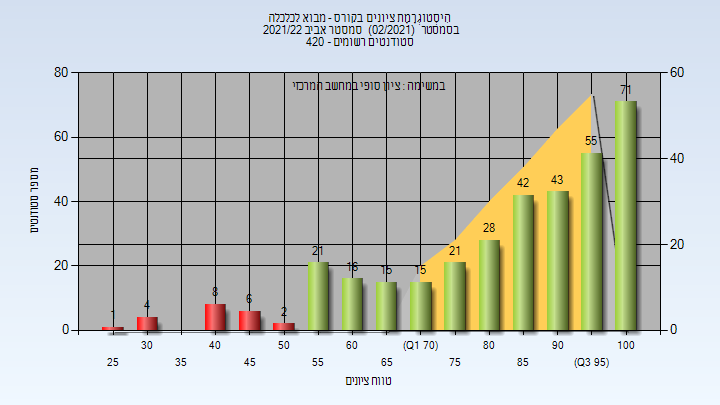 היסטוגרמת ציונים בקורס - מבוא לכלכלה
בסמסטר (02/2021) סמסטר אביב 2021/22
סטודנטים רשומים - 420
במשימה : ציון סופי במחשב המרכזי
80 60
60 40
40 20
20 0
0
מספר סטודנטים
1 4 8 6 2 21 16 15 15 21 28 42 43 55 71
30 40 50 60 (Q1 70) 80 90 100
25 35 45 55 65 75 85 (Q3 95)
טווח ציונים